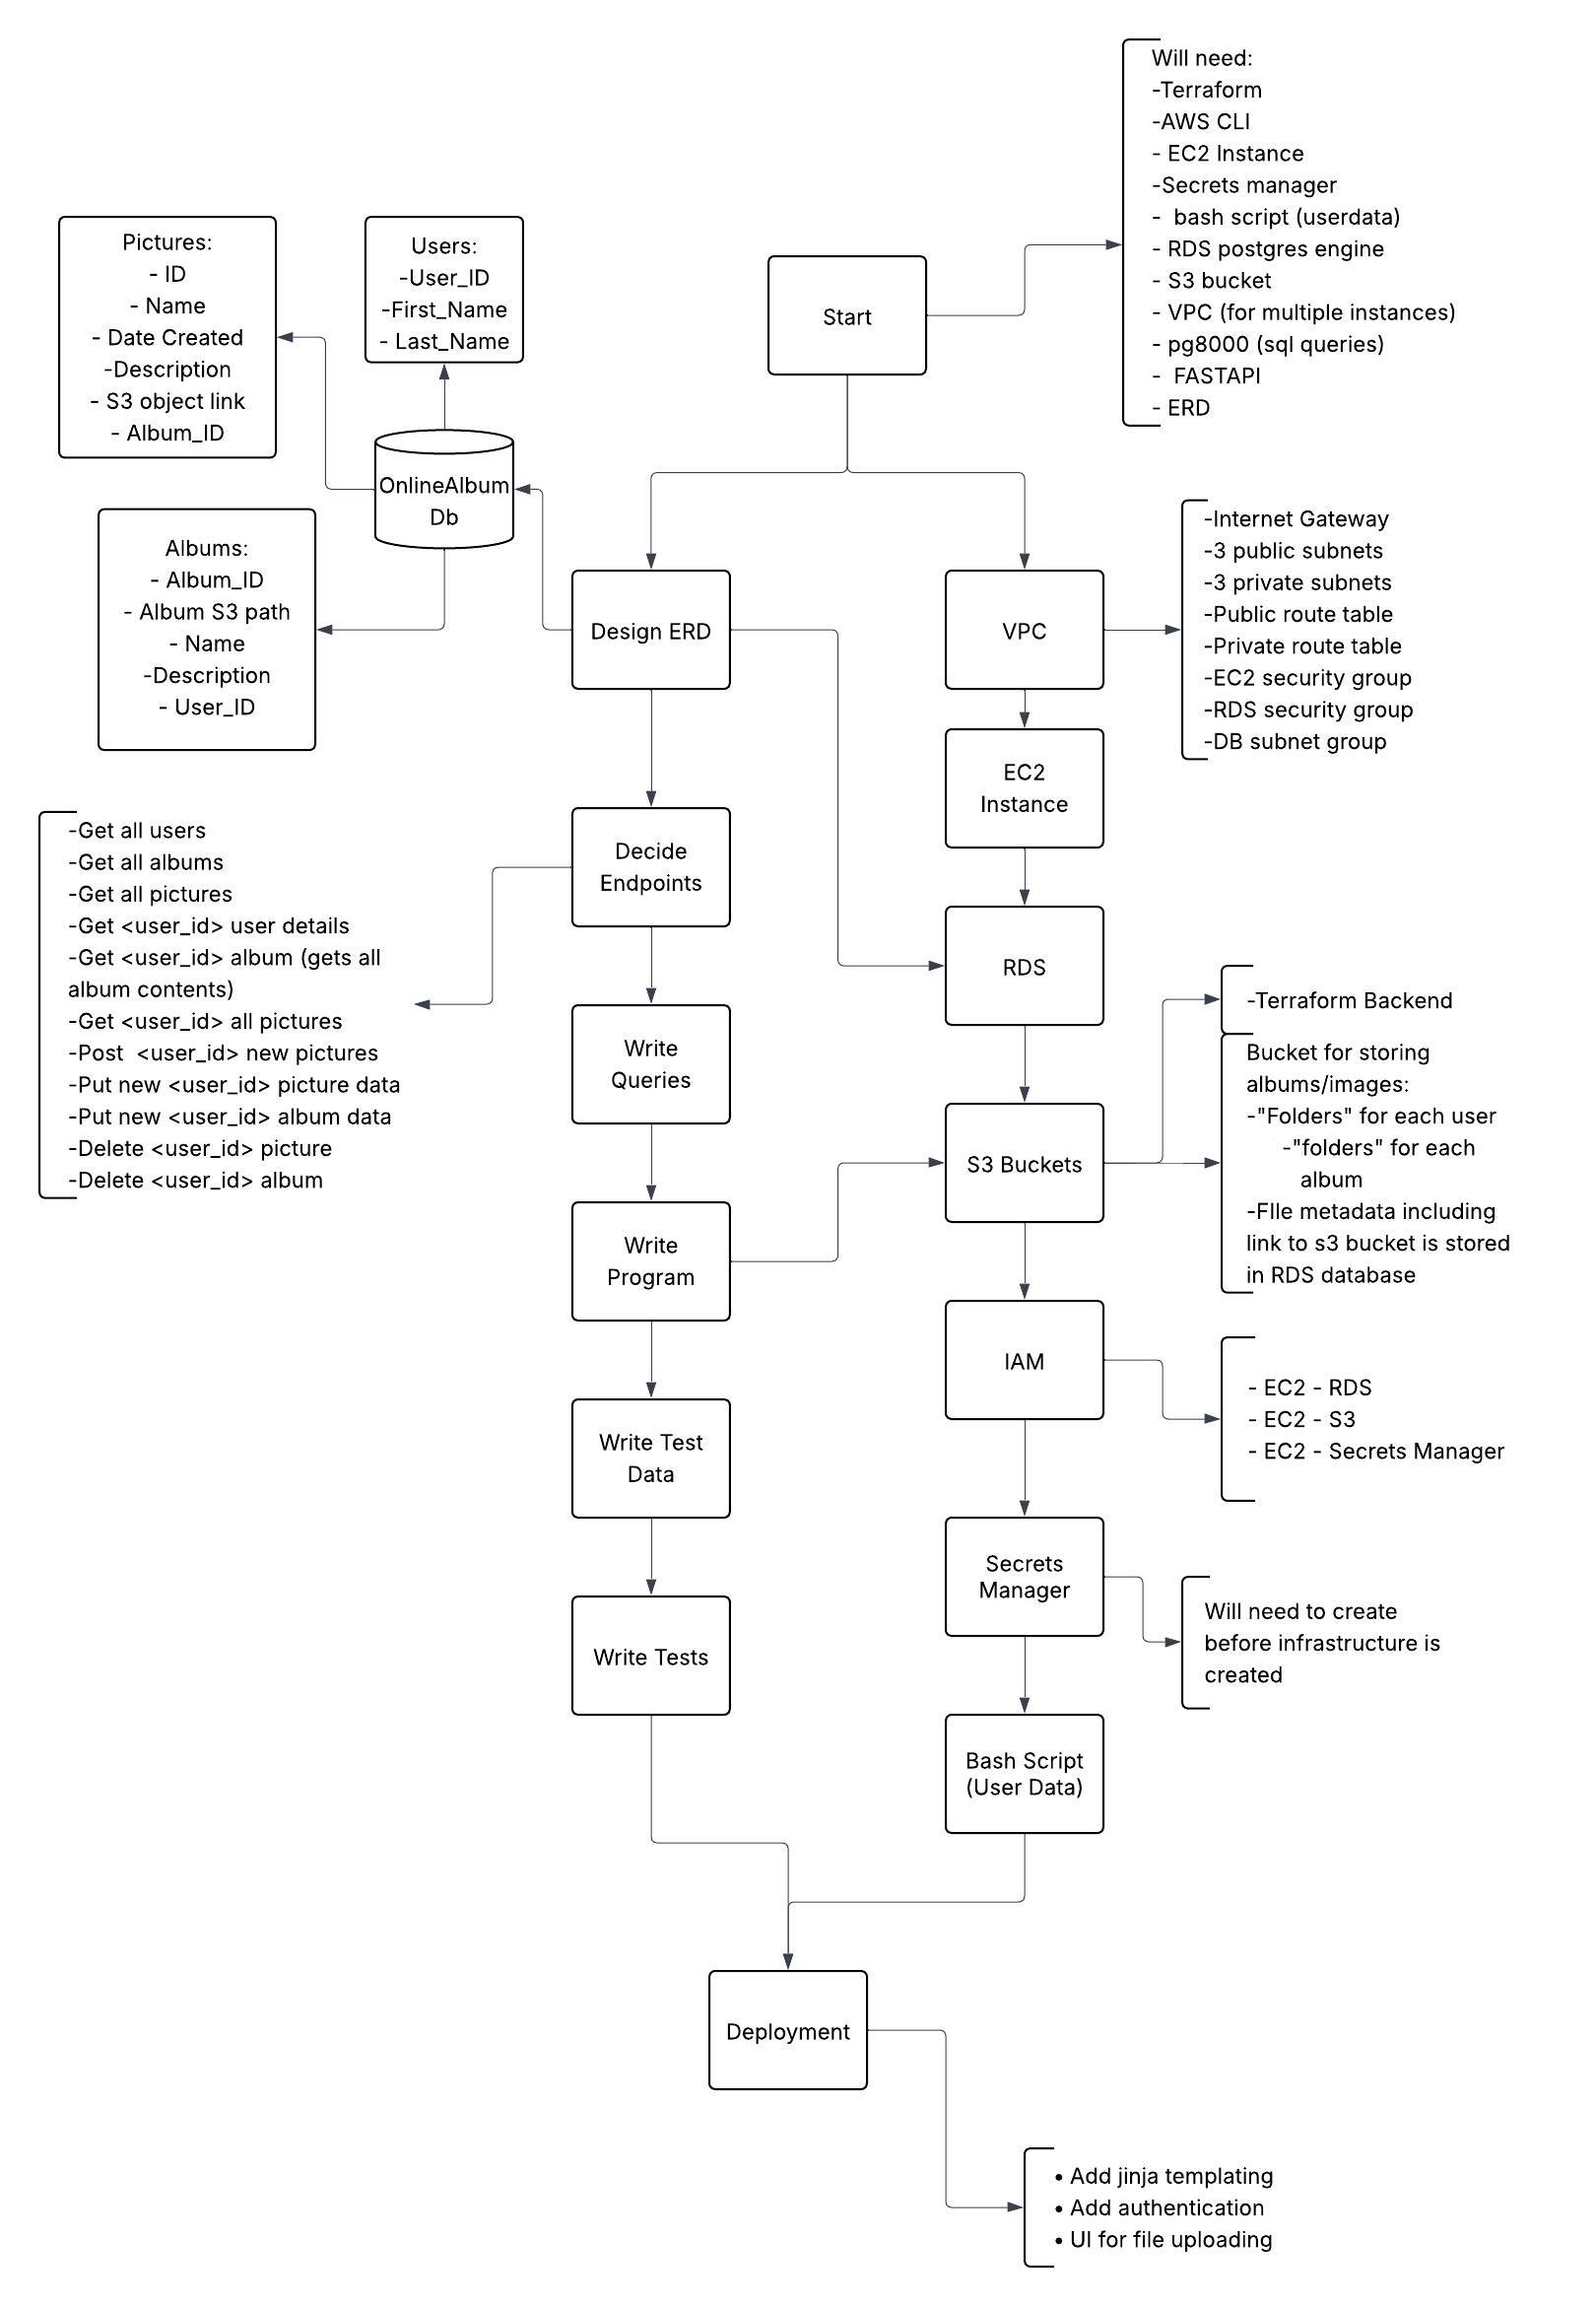 Will need:
-Terraform
-AWS CLI
- EC2 Instance
-Secrets manager
-  bash script (userdata)
- RDS postgres engine
- S3 bucket
- VPC (for multiple instances)
- pg8000 (sql queries)
-  FASTAPI
- ERD
Pictures:
- ID
- Name
- Date Created
-Description
- S3 object link
- Album_ID
Users:
-User_ID
-First_Name
- Last_Name
Start
OnlineAlbum
Db
Albums:
- Album_ID
- Album S3 path
- Name
-Description
- User_ID
Design ERD
VPC
-Internet Gateway
-3 public subnets
-3 private subnets
-Public route table
-Private route table
-EC2 security group
-RDS security group
-DB subnet group
EC2
Instance
Decide
Endpoints
-Get all users
-Get all albums
-Get all pictures
-Get <user_id> user details
-Get <user_id> album (gets all
album contents)
-Get <user_id> all pictures
-Post  <user_id> new pictures
-Put new <user_id> picture data
-Put new <user_id> album data
-Delete <user_id> picture
-Delete <user_id> album
RDS
-Terraform Backend
Write
Queries
S3 Buckets
Bucket for storing
albums/images:
-"Folders" for each user
-"folders" for each
album
-FIle metadata including
link to s3 bucket is stored
in RDS database
Write
Program
IAM
- EC2 - RDS
- EC2 - S3
- EC2 - Secrets Manager
Write Test
Data
Secrets
Manager
Will need to create
before infrastructure is
created
Write Tests
Bash Script
(User Data)
Deployment
• Add jinja templating
• Add authentication
• UI for file uploading